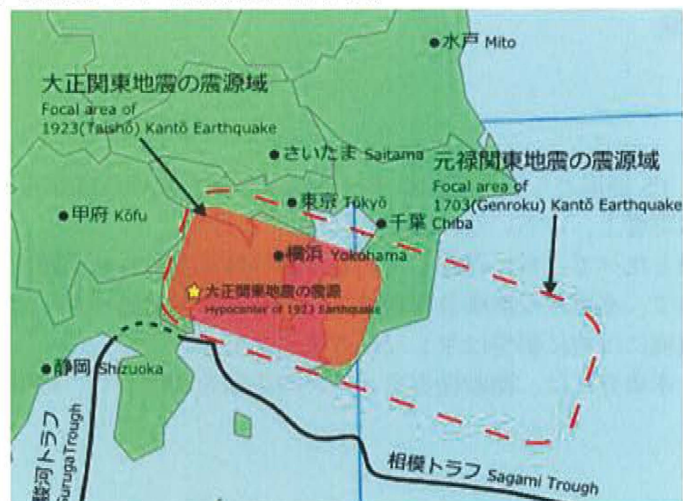 水戸 Mito
大正関東地震の震源域
Focal area of
1923(Taishō) Kantō Earthquake
さいたま Saitama
元禄関東地震の震源域
Focal area of
1703(Genroku) Kantō Earthquake
東京 Tōkyō
甲府 Kōfu
千葉
Chiba
横浜 Yokohama
大正関東地震の震源
Hypocenter of 1923 Earthquake
静岡 Shizuoka
駿河トラフ
Suruga Trough
相模トラフ Sagami Trough